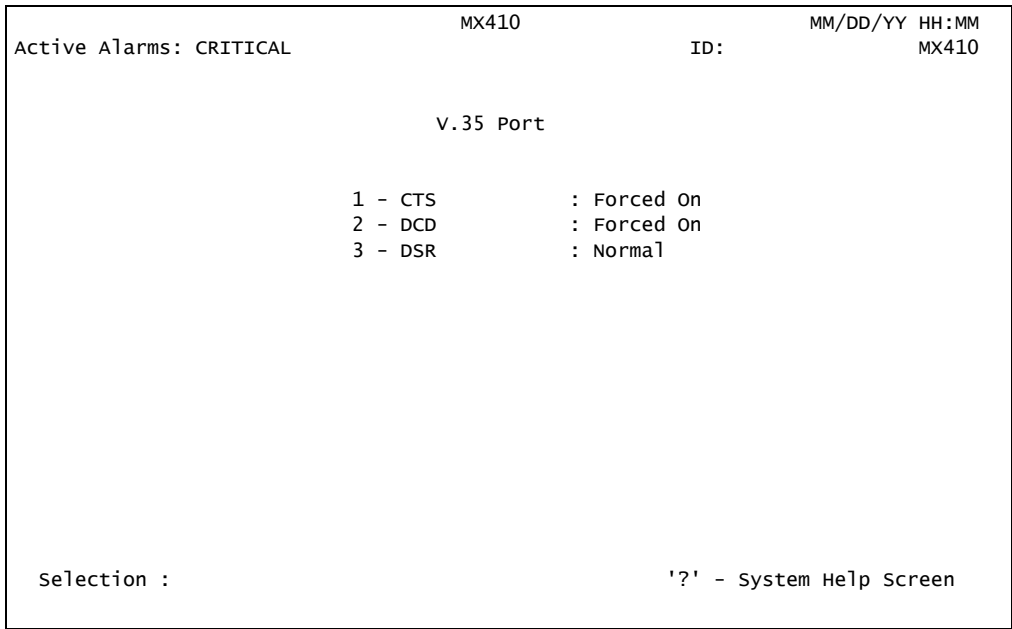 MX410 MM/DD/YY HH:MM
Active Alarms: CRITICAL ID: MX410
V.35 Port
1 - CTS : Forced On
2 - DCD : Forced On
3 - DSR : Normal
Selection : '?' - System Help Screen